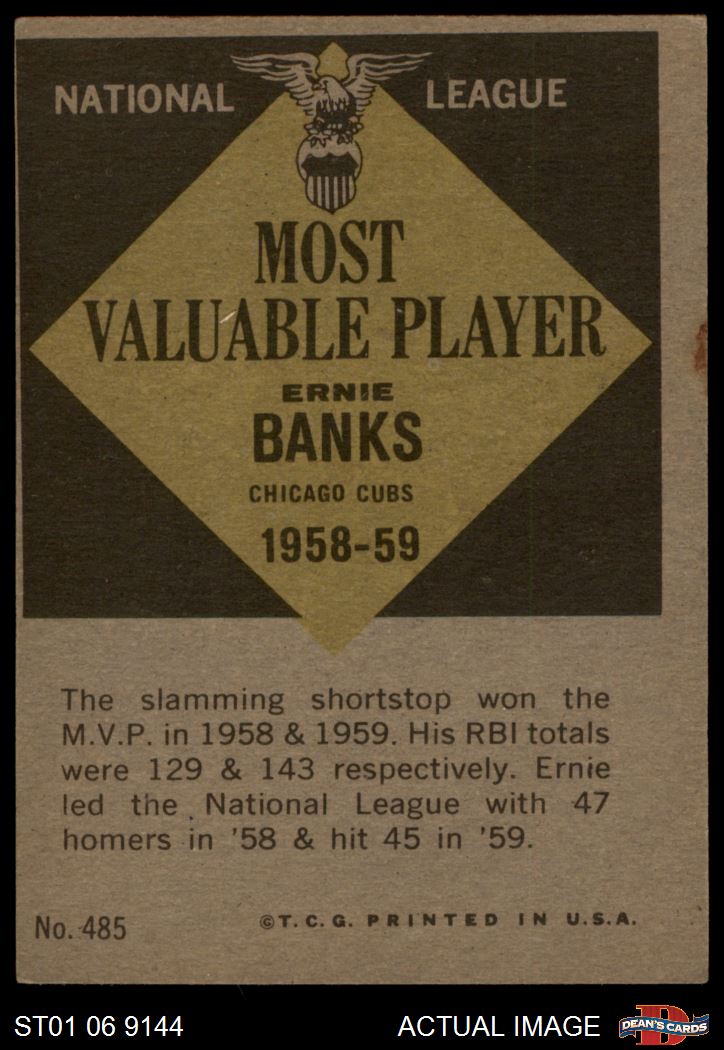 NATIONAL LEAGUE
MOST
VALUABLE PLAYER
ERNIE
BANKS
CHICAGO CUBS
1958-59
The slamming shortstop won the
M.V.P. in 1958 & 1959. His RBI totals
were 129 & 143 respectively. Ernie
led the National League with 47
homers in '58 & hit 45 in '59.
No. 485 ©T.C.G. PRINTED IN U.S.A.
ST01 06 9144 ACTUAL IMAGE D DEAN'S CARDS